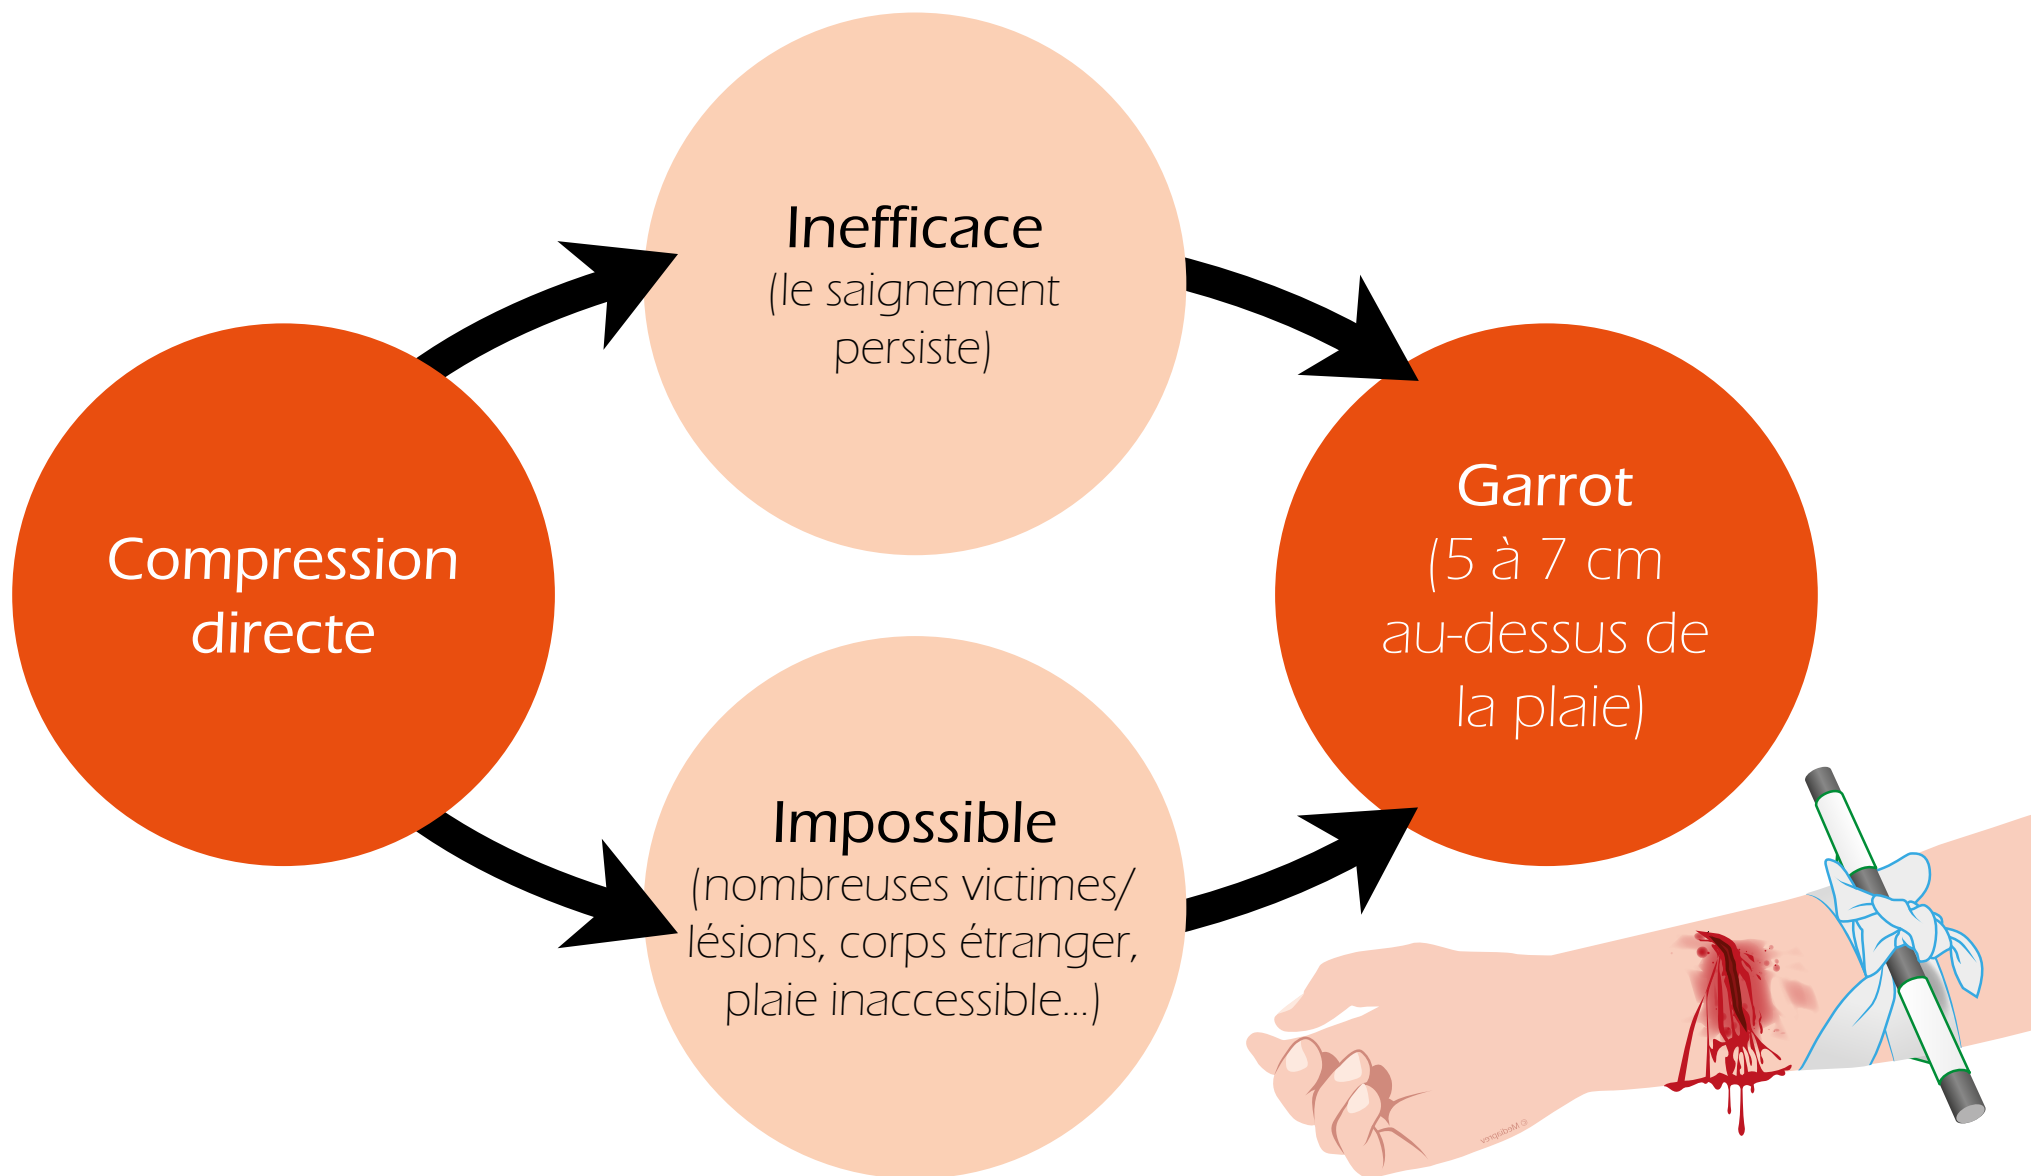 Compression
directe
Inefficace
(le saignement
persiste)
Impossible
(nombreuses victimes/
lésions, corps étranger,
plaie inaccessible...)
Garrot
(5 à 7 cm
au-dessus de
la plaie)
© Mediaprev